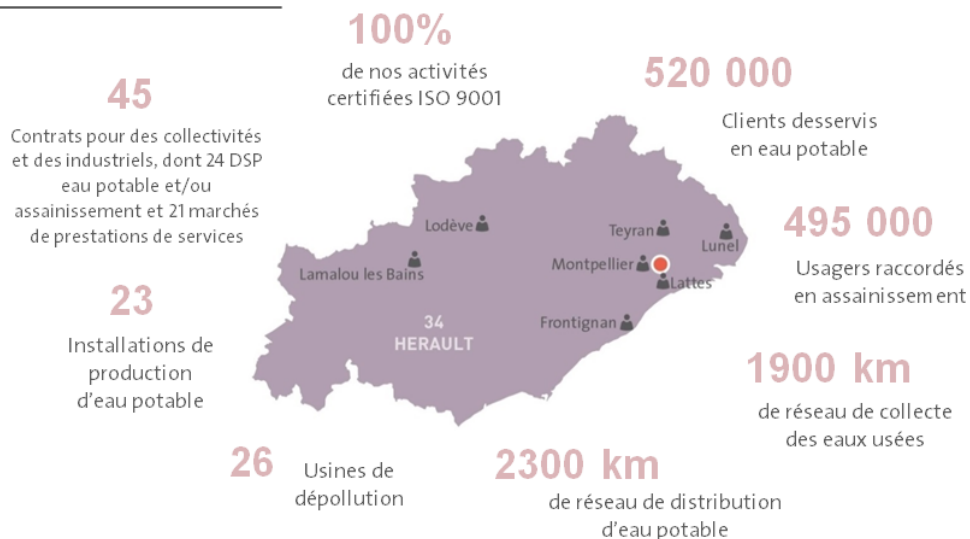 100%
de nos activités
certifiées ISO 9001
520 000
Clients desservis
en eau potable
45
Contrats pour des collectivités
et des industriels, dont 24 DSP
eau potable et/ou
assainissement et 21 marchés
de prestations de services
Lodève
Teyran
Lunel
Lamalou les Bains
Montpellier
Lattes
Frontignan
34
HERAULT
495 000
Usagers raccordés
en assainissement
23
Installations de
production
d'eau potable
1900 km
de réseau de collecte
des eaux usées
26
Usines de
dépollution
2300 km
de réseau de distribution
d'eau potable